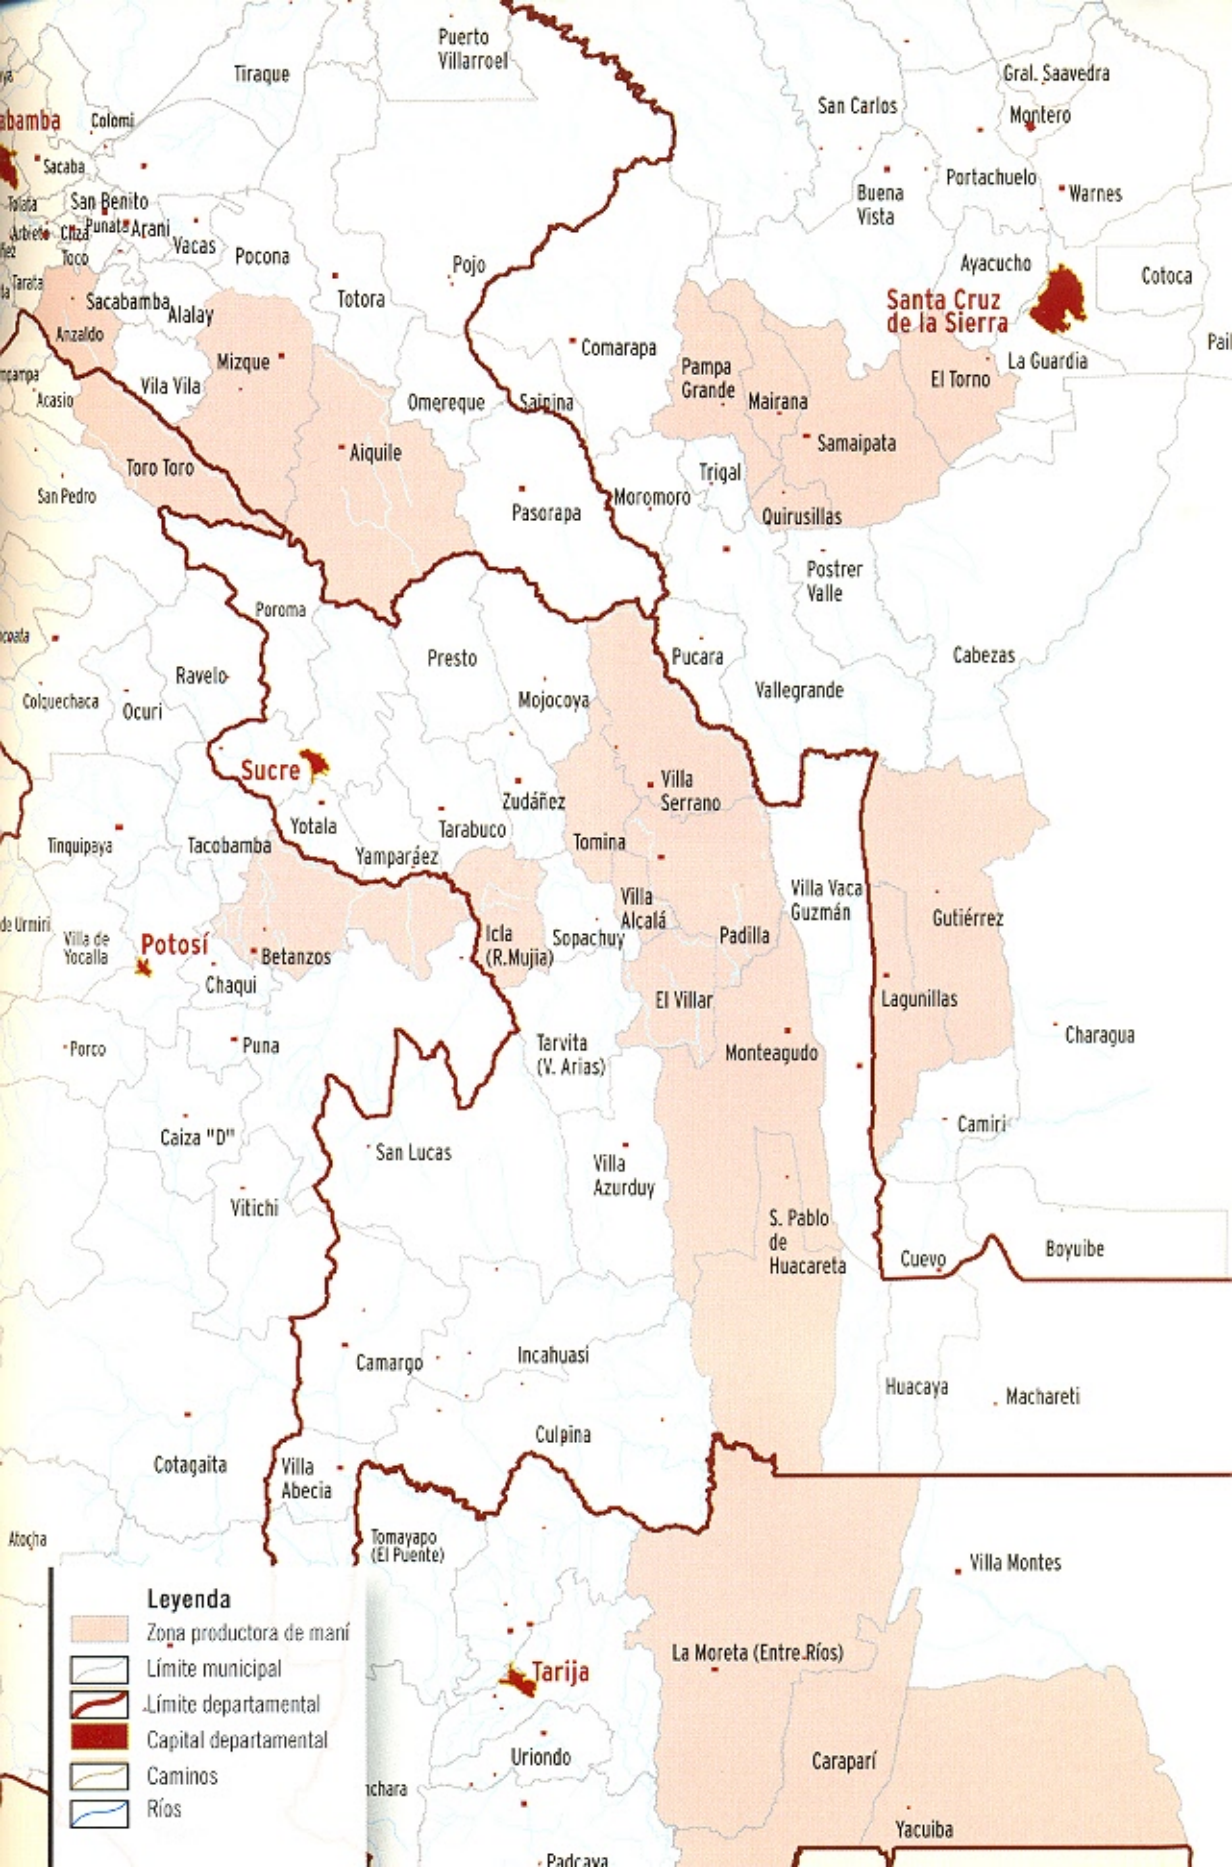 Puerto
Villarroel
Tiraque
Gral. Saavedra
San Carlos
Montero
Colomi
Sacaba
Portachuelo
Buena
Vista
Warnes
San Benito
Tolata
Punata
Arani
Cliza
Vacas
Toco
Pocona
Pojo
Ayacucho
Cotoca
Tarata
Totora
Sacabamba
Alalay
Santa Cruz
de la Sierra
Anzaldo
Comarapa
La Guardia
Mizque
Pampa
Grande
El Torno
Vila Vila
Acasio
Omereque
Saipina
Mairana
Samaipata
Aiquile
Toro Toro
Trigal
San Pedro
Moromoro
Pasorapa
Quirusillas
Postrer
Valle
Poroma
Presto
Pucara
Cabezas
Ravelo
Colquechaca
Ocuri
Mojocoya
Vallegrande
Sucre
Villa
Serrano
Zudáñez
Yotala
Tarabuco
Tomina
Tinquipaya
Tacobamba
Yamparáez
Villa Vaca
Guzmán
Villa
Alcalá
Gutiérrez
de Urmiri
Villa de
Yocalla
Potosí
Betanzos
Icla
(R.Mujia)
Sopachuy
Padilla
Chaqui
El Villar
Lagunillas
Charagua
Porco
Puna
Tarvita
(V. Arias)
Monteagudo
Caiza "D"
Camiri
San Lucas
Villa
Azurduy
Vitichi
S. Pablo
de
Huacareta
Cuevo
Boyuibe
Camargo
Incahuasi
Huacaya
Machareti
Culpina
Cotagaita
Villa
Abecia
Atocha
Tomayapo
(El Puente)
Villa Montes
Leyenda
Zona productora de maní
Límite municipal
Límite departamental
Capital departamental
Caminos
Ríos
La Moreta (Entre Ríos)
Tarija
Uriondo
Caraparí
Yacuiba
Padcaya